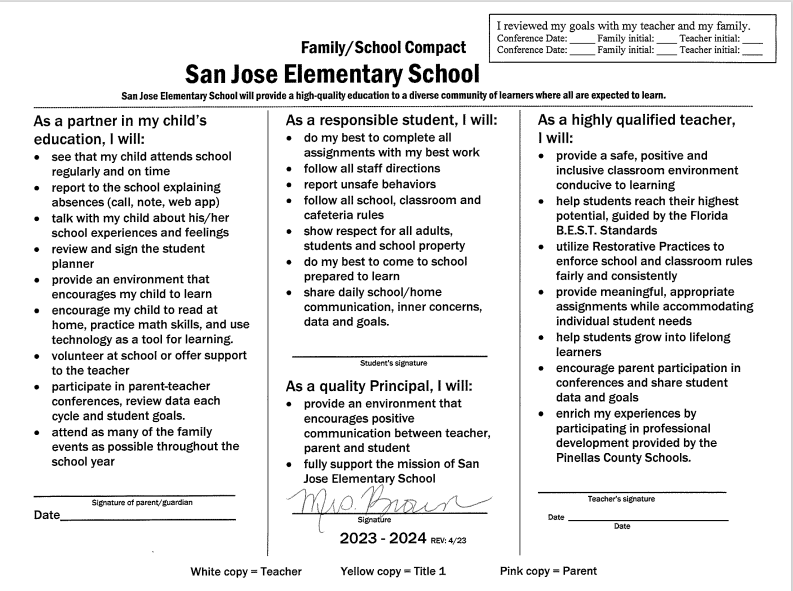 I reviewed my goals with my teacher and my family.
Conference Date: _____ Family initial: ____ Teacher initial: ____
Conference Date: _____ Family initial: ____ Teacher initial: ____
Family/School Compact
San Jose Elementary School
San Jose Elementary School will provide a high-quality education to a diverse community of learners where all are expected to learn.
As a partner in my child's
education, I will:
• see that my child attends school
regularly and on time
• report to the school explaining
absences (call, note, web app)
• talk with my child about his/her
school experiences and feelings
• review and sign the student
planner
• provide an environment that
encourages my child to learn
• encourage my child to read at
home, practice math skills, and use
technology as a tool for learning.
• volunteer at school or offer support
to the teacher
• participate in parent-teacher
conferences, review data each
cycle and student goals.
• attend as many of the family
events as possible throughout the
school year
Signature of parent/guardian
Date
As a responsible student, I will:
• do my best to complete all
assignments with my best work
• follow all staff directions
• report unsafe behaviors
• follow all school, classroom and
cafeteria rules
• show respect for all adults,
students and school property
• do my best to come to school
prepared to learn
• share daily school/home
communication, inner concerns,
data and goals.
Student's signature
As a quality Principal, I will:
• provide an environment that
encourages positive
communication between teacher,
parent and student
• fully support the mission of San
Jose Elementary School
Mrs. Brown
Signature
2023 - 2024 REV: 4/23
As a highly qualified teacher,
I will:
• provide a safe, positive and
inclusive classroom environment
conducive to learning
• help students reach their highest
potential, guided by the Florida
B.E.S.T. Standards
• utilize Restorative Practices to
enforce school and classroom rules
fairly and consistently
• provide meaningful, appropriate
assignments while accommodating
individual student needs
• help students grow into lifelong
learners
• encourage parent participation in
conferences and share student
data and goals
• enrich my experiences by
participating in professional
development provided by the
Pinellas County Schools.
Teacher's signature
Date
Date
White copy = Teacher Yellow copy = Title 1 Pink copy = Parent